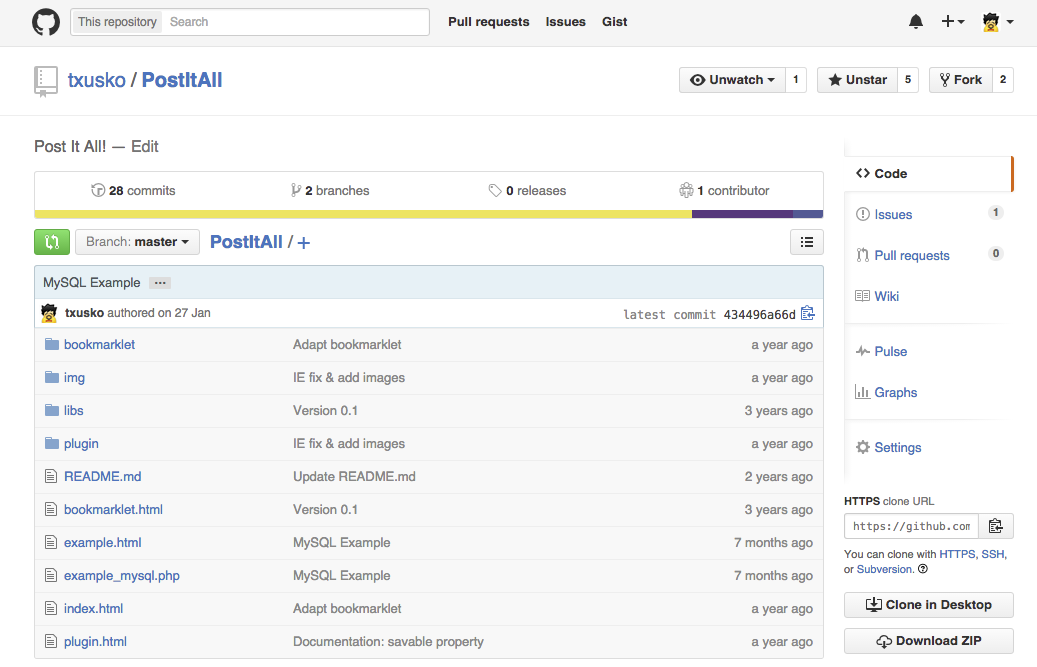 This repository Search Pull requests Issues Gist
txusko / PostItAll Unwatch 1 Unstar 5 Fork 2
Post It All! — Edit
28 commits 2 branches 0 releases 1 contributor
Branch: master PostItAll / +
MySQL Example …
txusko authored on 27 Jan latest commit 434496a66d
bookmarklet Adapt bookmarklet a year ago
img IE fix & add images a year ago
libs Version 0.1 3 years ago
plugin IE fix & add images a year ago
README.md Update README.md 2 years ago
bookmarklet.html Version 0.1 3 years ago
example.html MySQL Example 7 months ago
example_mysql.php MySQL Example 7 months ago
index.html Adapt bookmarklet a year ago
plugin.html Documentation: savable property a year ago
Code
Issues 1
Pull requests 0
Wiki
Pulse
Graphs
Settings
HTTPS clone URL
https://github.com
You can clone with HTTPS, SSH,
or Subversion.
Clone in Desktop
Download ZIP